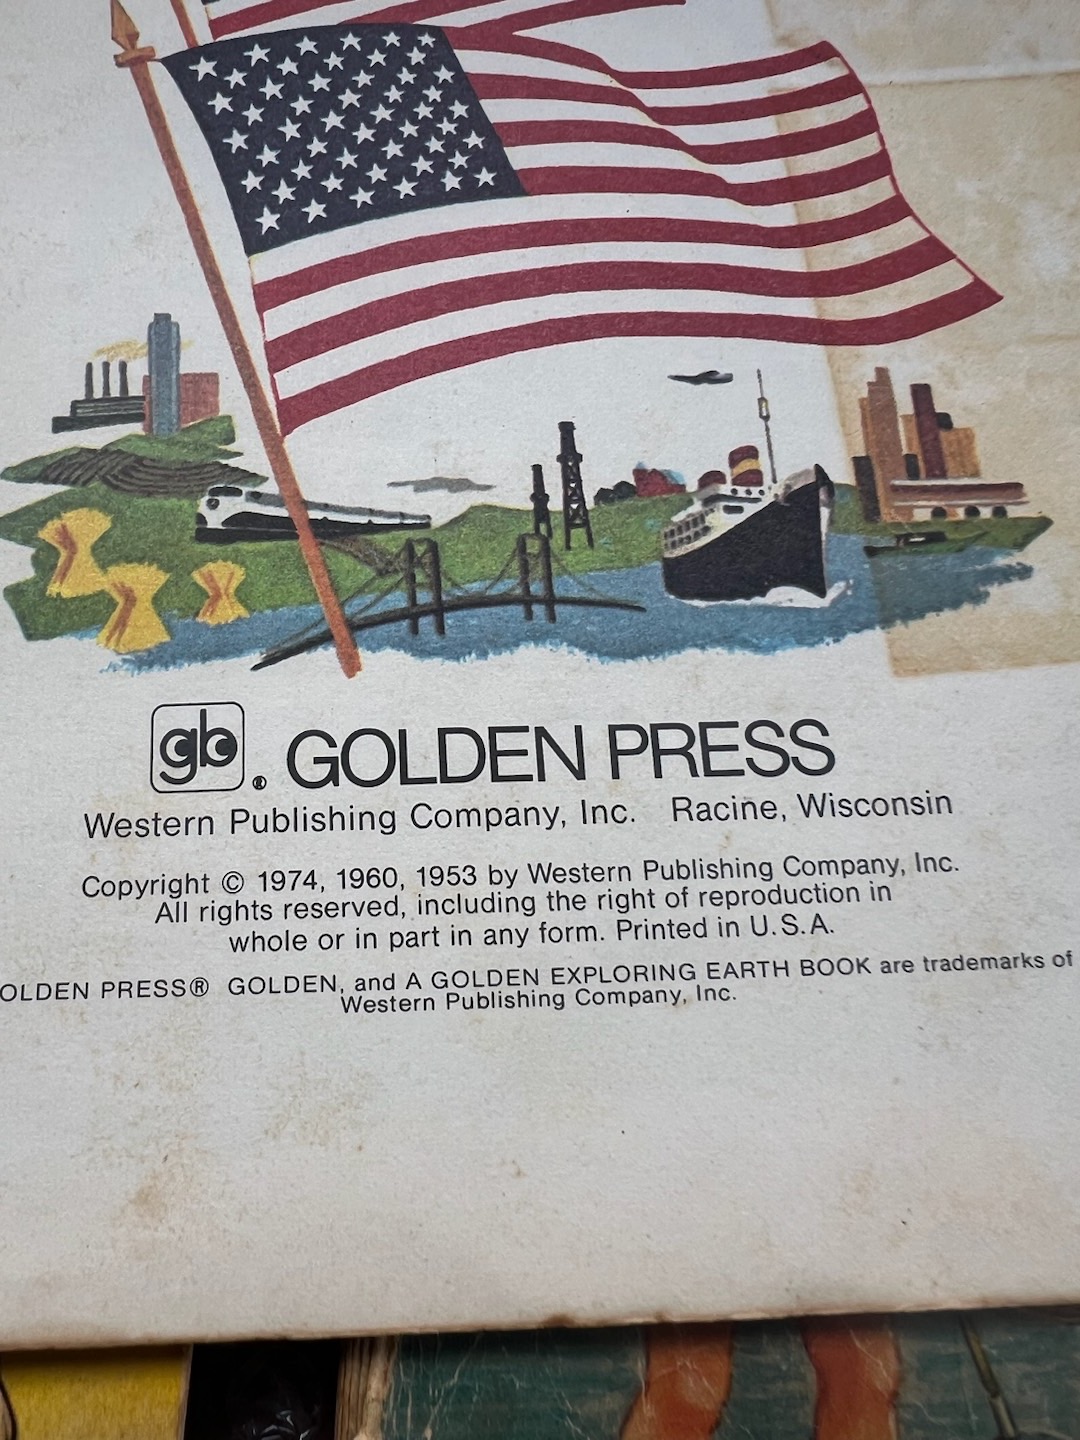 gb® GOLDEN PRESS
Western Publishing Company, Inc. Racine, Wisconsin
Copyright © 1974, 1960, 1953 by Western Publishing Company, Inc.
All rights reserved, including the right of reproduction in
whole or in part in any form. Printed in U.S.A.
OLDEN PRESS® GOLDEN, and A GOLDEN EXPLORING EARTH BOOK are trademarks of
Western Publishing Company, Inc.